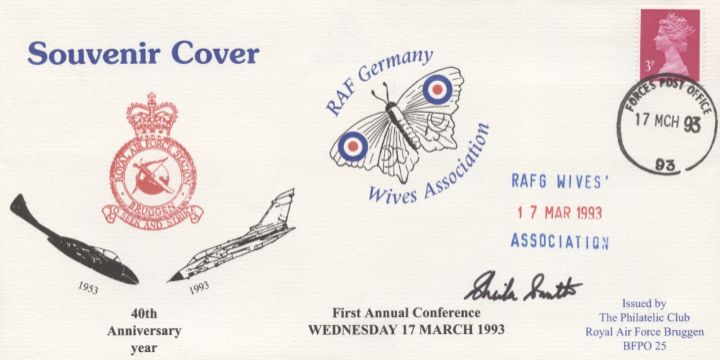 Souvenir Cover
RAF Germany
Wives Association
3P
FORCES POST OFFICE
17 MCH 93
93
ROYAL AIR FORCE STATION
BRUGGEN
TO SEEK AND STRIKE
RAFG WIVES'
17 MAR 1993
ASSOCIATION
1953
1993
Sheila Smith
40th
Anniversary
year
First Annual Conference
WEDNESDAY 17 MARCH 1993
Issued by
The Philatelic Club
Royal Air Force Bruggen
BFPO 25